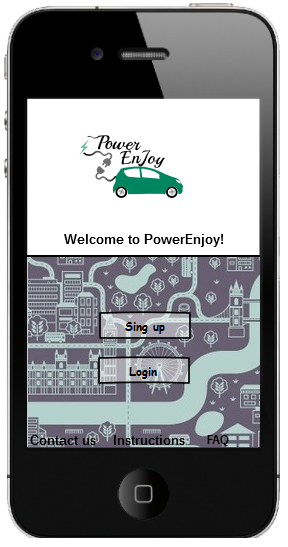 Power
EnJoy
Welcome to PowerEnjoy!
Sing up
Login
Contact us Instructions FAQ